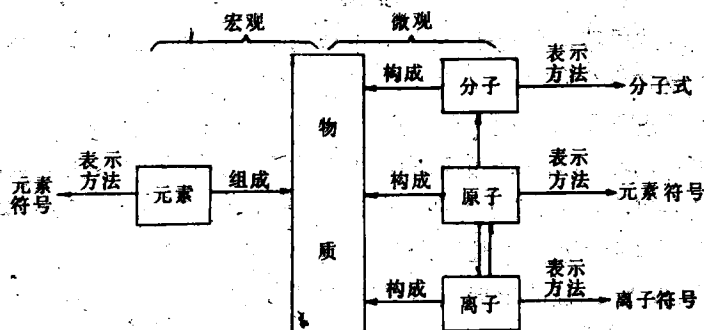 宏观
微观
构成
分子
表示
方法
分子式
物
质
元素
符号
表示
方法
元素
组成
构成
原子
表示
方法
元素符号
构成
离子
表示
方法
离子符号